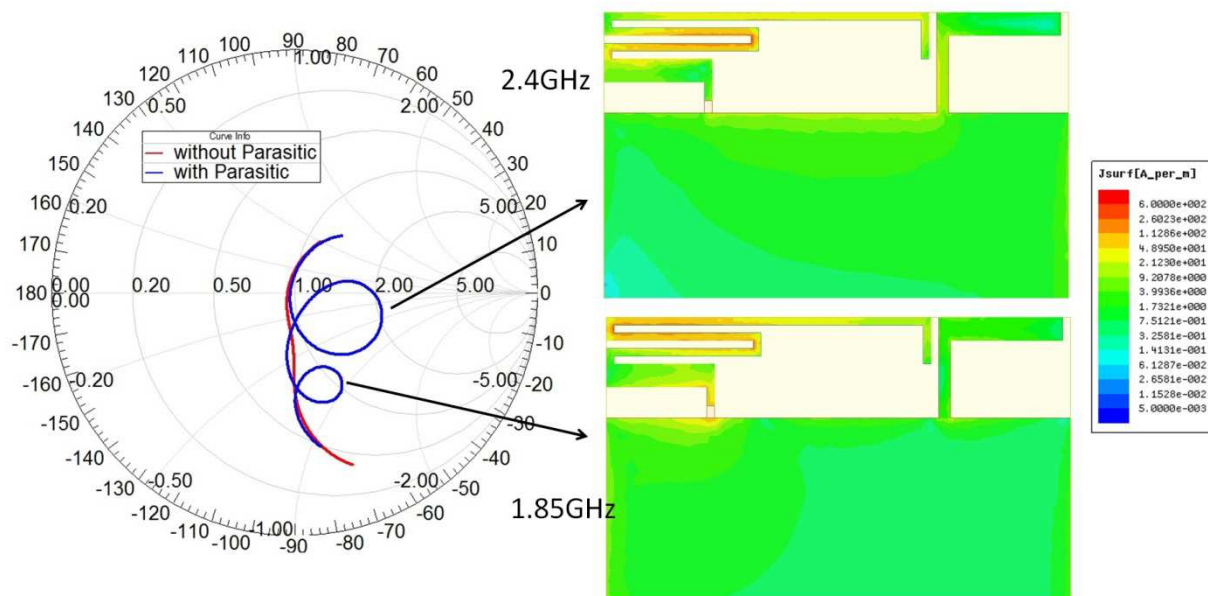 100 90 80
110 1.00 70
120 60
130 0.50 2.00 50
140 40
150 30
160 0.20 5.00 20
170 10
180 0.00 0.20 0.50 1.00 2.00 5.00 0
0.00
-170 -10
-160 -0.20 -5.00 -20
-150 -30
-140 -40
-130 -0.50 -2.00 -50
-120 -60
-110 -1.00 -70
-100 -90 -80
Curve Info
without Parasitic
with Parasitic
2.4GHz
1.85GHz
Jsurf[A_per_m]
6.0000e+002
2.6023e+002
1.1286e+002
4.8950e+001
2.1230e+001
9.2078e+000
3.9936e+000
1.7321e+000
7.5121e-001
3.2581e-001
1.4131e-001
6.1287e-002
2.6581e-002
1.1528e-002
5.0000e-003